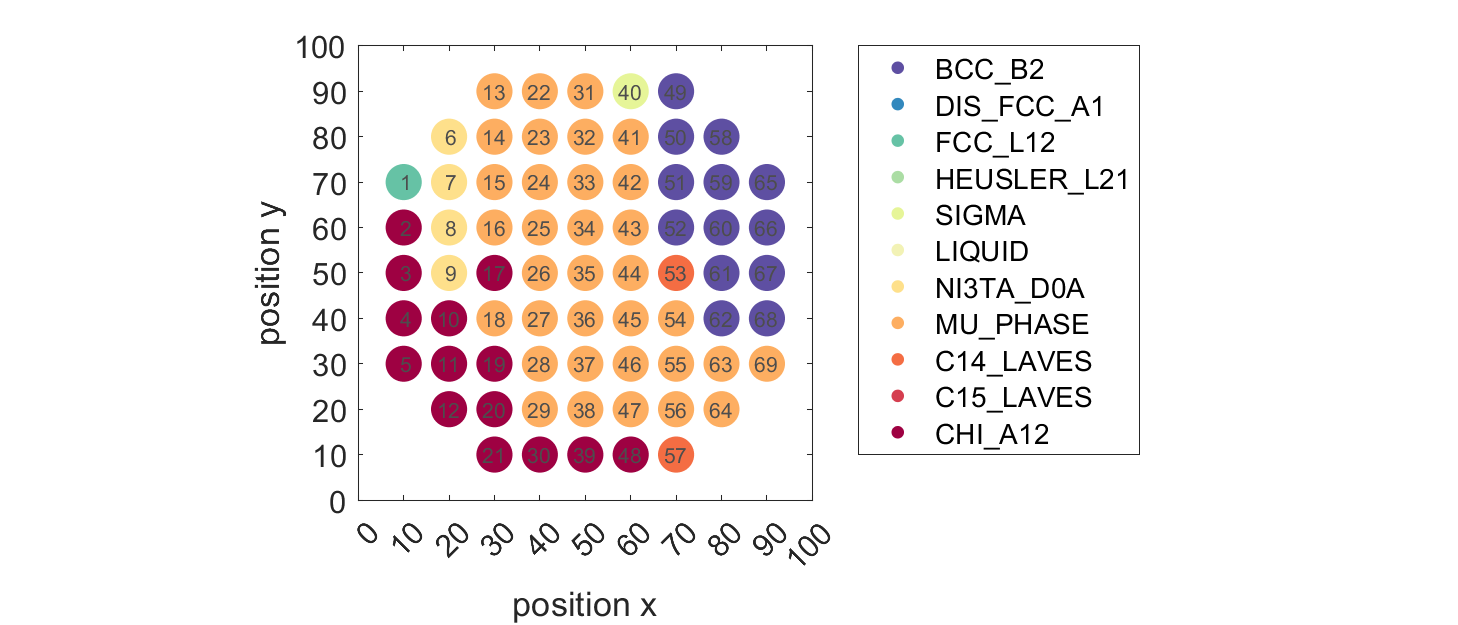 100
90
80
70
60
50
40
30
20
10
0
position y
13 22 31 40 49
6 14 23 32 41 50 58
1 7 15 24 33 42 51 59 65
2 8 16 25 34 43 52 60 66
3 9 17 26 35 44 53 61 67
4 10 18 27 36 45 54 62 68
5 11 19 28 37 46 55 63 69
12 20 29 38 47 56 64
21 30 39 48 57
0 10 20 30 40 50 60 70 80 90 100
position x
BCC_B2
DIS_FCC_A1
FCC_L12
HEUSLER_L21
SIGMA
LIQUID
NI3TA_D0A
MU_PHASE
C14_LAVES
C15_LAVES
CHI_A12